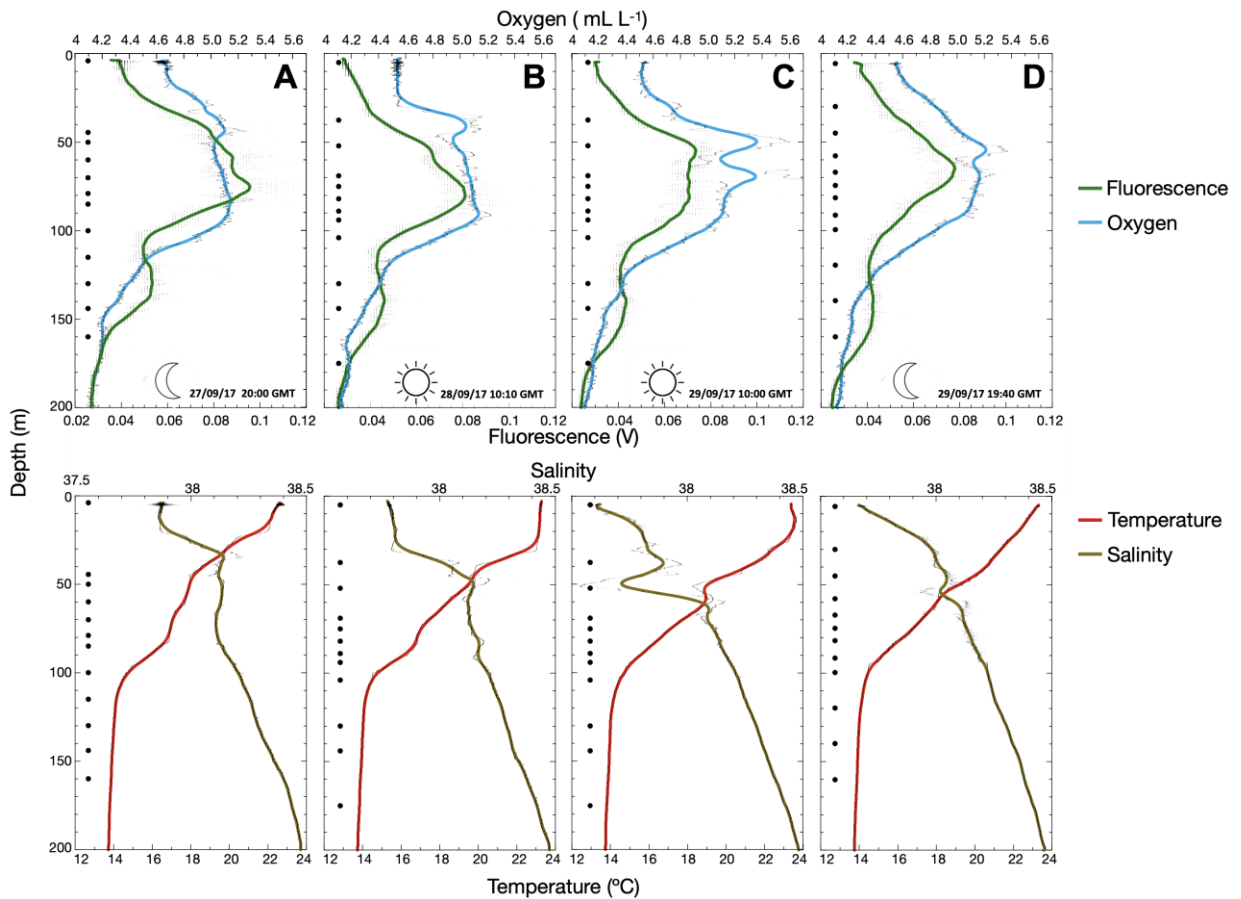 Oxygen ( mL L-1)
4 4.2 4.4 4.6 4.8 5.0 5.2 5.4 5.6 4 4.2 4.4 4.6 4.8 5.0 5.2 5.4 5.6 4 4.2 4.4 4.6 4.8 5.0 5.2 5.4 5.6 4 4.2 4.4 4.6 4.8 5.0 5.2 5.4 5.6
0
A B C D
50
100
150
200
Fluorescence
Oxygen
27/09/17 20:00 GMT 28/09/17 10:10 GMT 29/09/17 10:00 GMT 29/09/17 19:40 GMT
0.02 0.04 0.06 0.08 0.1 0.12 0.04 0.06 0.08 0.1 0.12 0.04 0.06 0.08 0.1 0.12 0.04 0.06 0.08 0.1 0.12
Fluorescence (V)
Depth (m)
Salinity
37.5 38 38.5 38 38.5 38 38.5 38 38.5
0
50
100
150
200
Temperature
Salinity
12 14 16 18 20 22 24 14 16 18 20 22 24 12 14 16 18 20 22 24 12 14 16 18 20 22 24
Temperature (ºC)